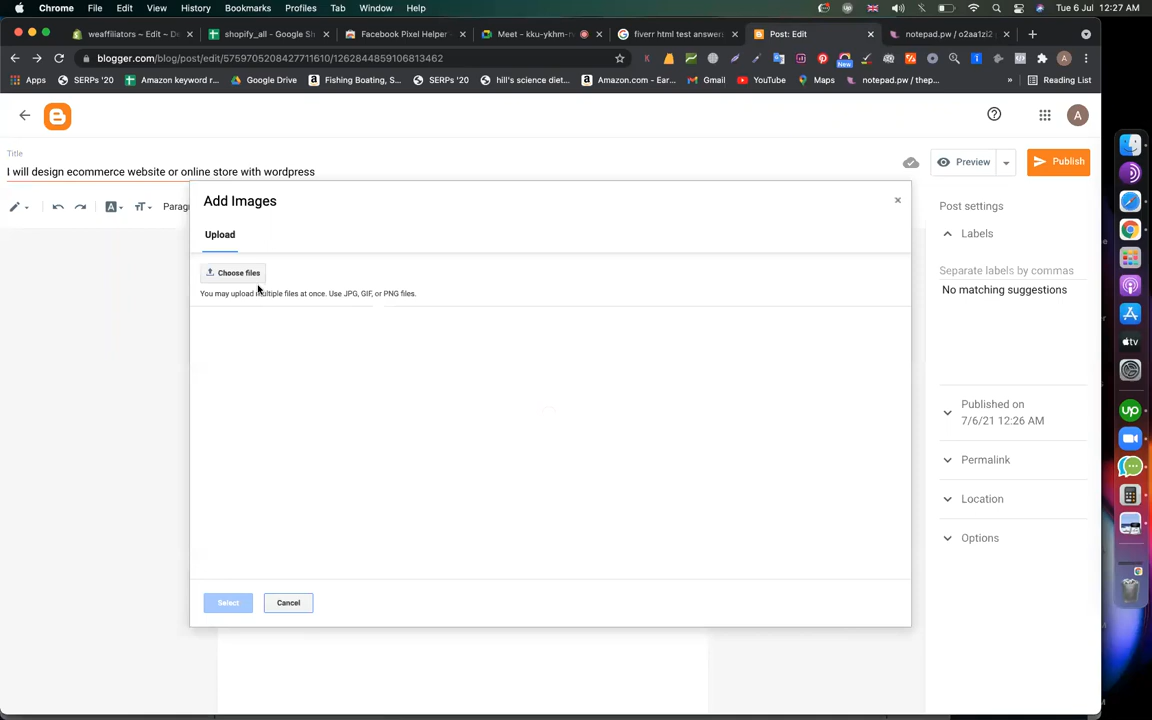 Chrome File Edit View History Bookmarks Profiles Tab Window Help Tue 6 Jul 12:27 AM
weaffiliators ~ Edit ~ De
shopify_all - Google Sh
Facebook Pixel Helper -
Meet - kku-ykhm-rv
fiverr html test answer
Post: Edit
notepad.pw / o2aa1zi2
blogger.com/blog/post/edit/5759705208427711610/1262844859106813462
New
A
Apps
SERPs '20
Amazon keyword r...
Google Drive
Fishing Boating, S...
SERPs '20
hill's science diet...
Amazon.com - Ear...
Gmail
YouTube
Maps
notepad.pw / thep...
»
Reading List
A
Title
I will design ecommerce website or online store with wordpress
Preview
Publish
Parag
Add Images
Upload
Choose files
You may upload multiple files at once. Use JPG, GIF, or PNG files.
Select
Cancel
Post settings
Labels
Separate labels by commas
No matching suggestions
Published on
7/6/21 12:26 AM
Permalink
Location
Options